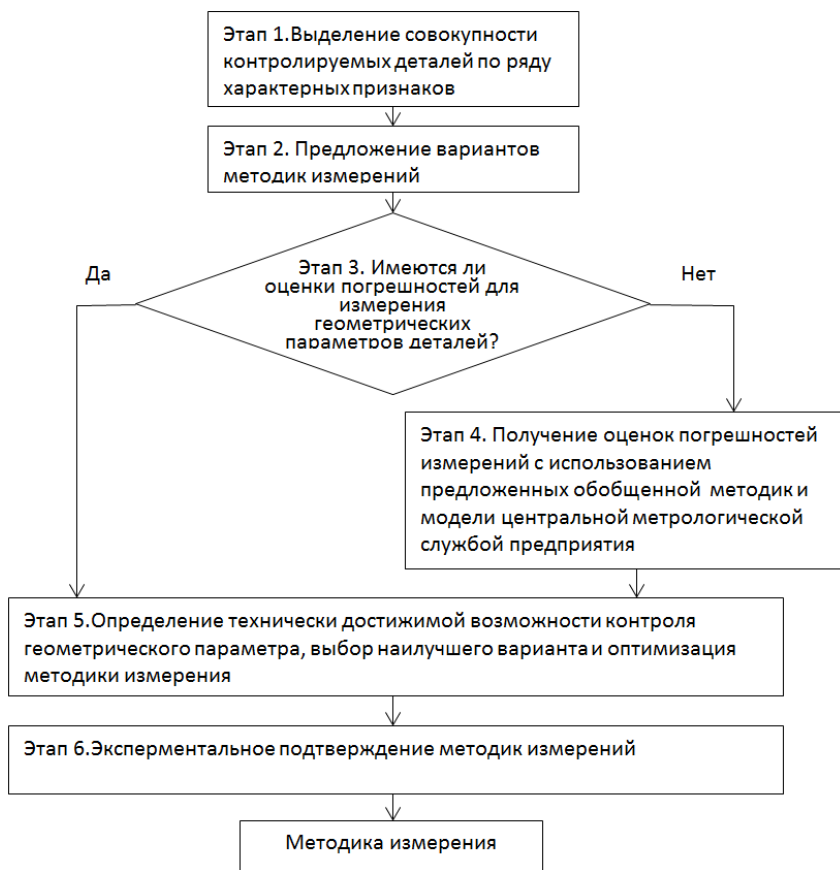 Этап 1.Выделение совокупности
контролируемых деталей по ряду
характерных признаков
Этап 2. Предложение вариантов
методик измерений
Да
Этап 3. Имеются ли
оценки погрешностей для
измерения
геометрических
параметров деталей?
Нет
Этап 4. Получение оценок погрешностей
измерений с использованием
предложенных обобщенной методик и
модели центральной метрологической
службой предприятия
Этап 5.Определение технически достижимой возможности контроля
геометрического параметра, выбор наилучшего варианта и оптимизация
методики измерения
Этап 6.Эксперментальное подтверждение методик измерений
Методика измерения